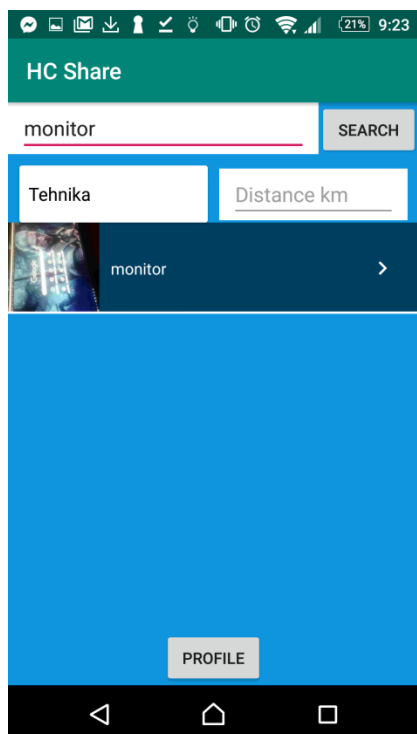 21% 9:23
HC Share
monitor SEARCH
Tehnika Distance km
monitor
PROFILE